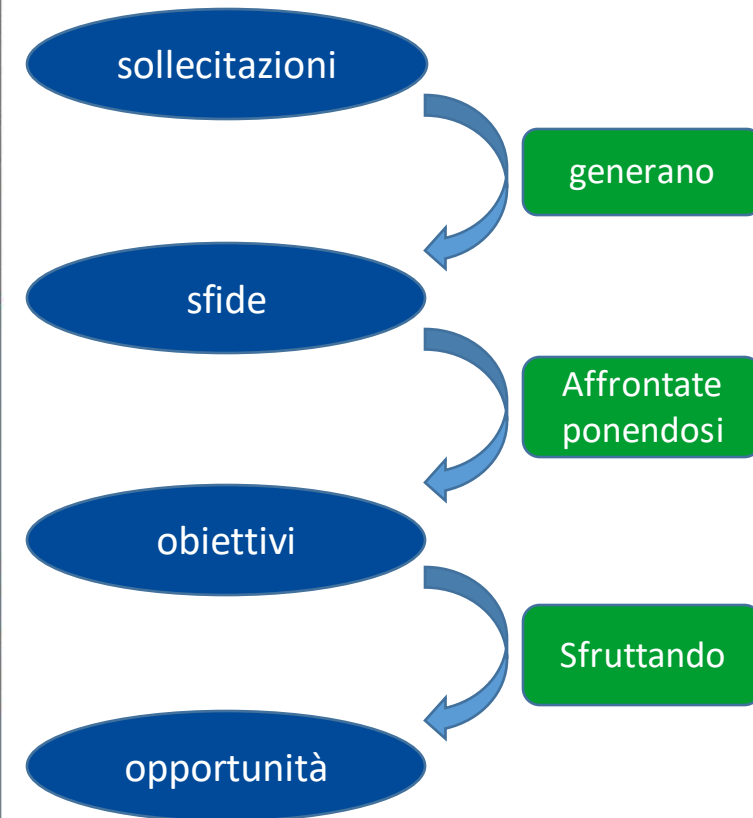 sollecitazioni
generano
sfide
Affrontate
ponendosi
obiettivi
Sfruttando
opportunità